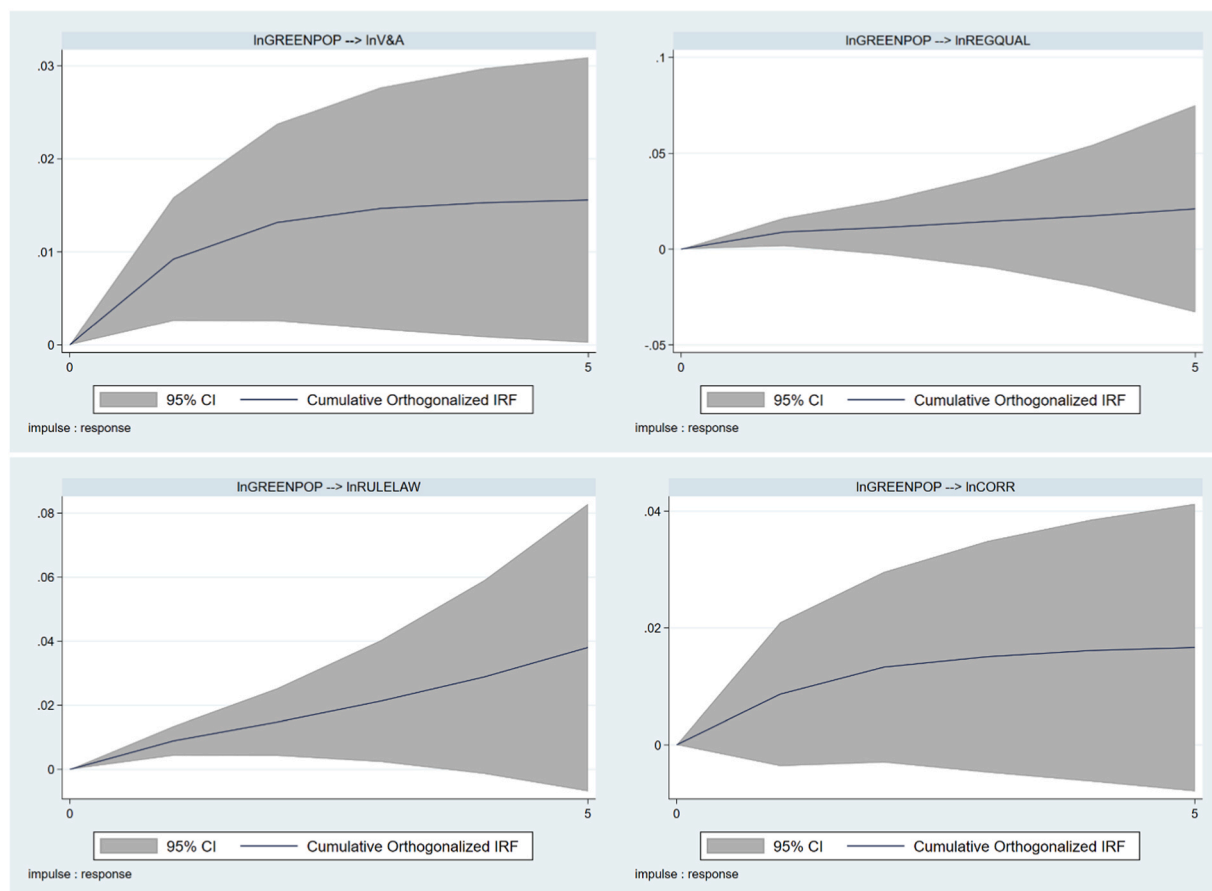 lnGREENPOP --> lnV&A
.03
.02
.01
0
0 5
95% CI Cumulative Orthogonalized IRF
impulse : response
lnGREENPOP --> lnREGQUAL
.1
.05
0
-.05
0 5
95% CI Cumulative Orthogonalized IRF
impulse : response
lnGREENPOP --> lnRULELAW
.08
.06
.04
.02
0
0 5
95% CI Cumulative Orthogonalized IRF
impulse : response
lnGREENPOP --> lnCORR
.04
.02
0
0 5
95% CI Cumulative Orthogonalized IRF
impulse : response